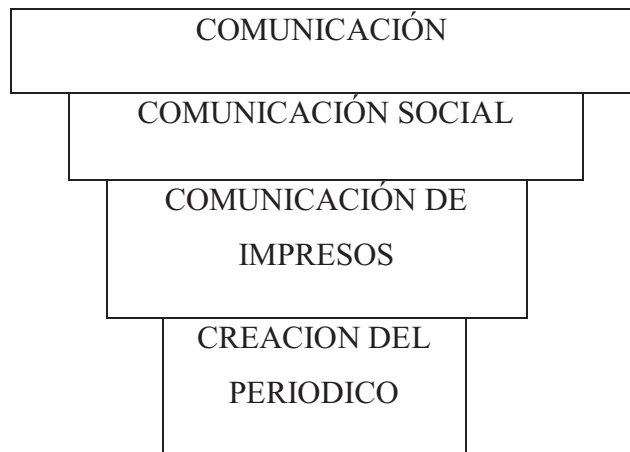 COMUNICACIÓN
COMUNICACIÓN SOCIAL
COMUNICACIÓN DE
IMPRESOS
CREACION DEL
PERIODICO